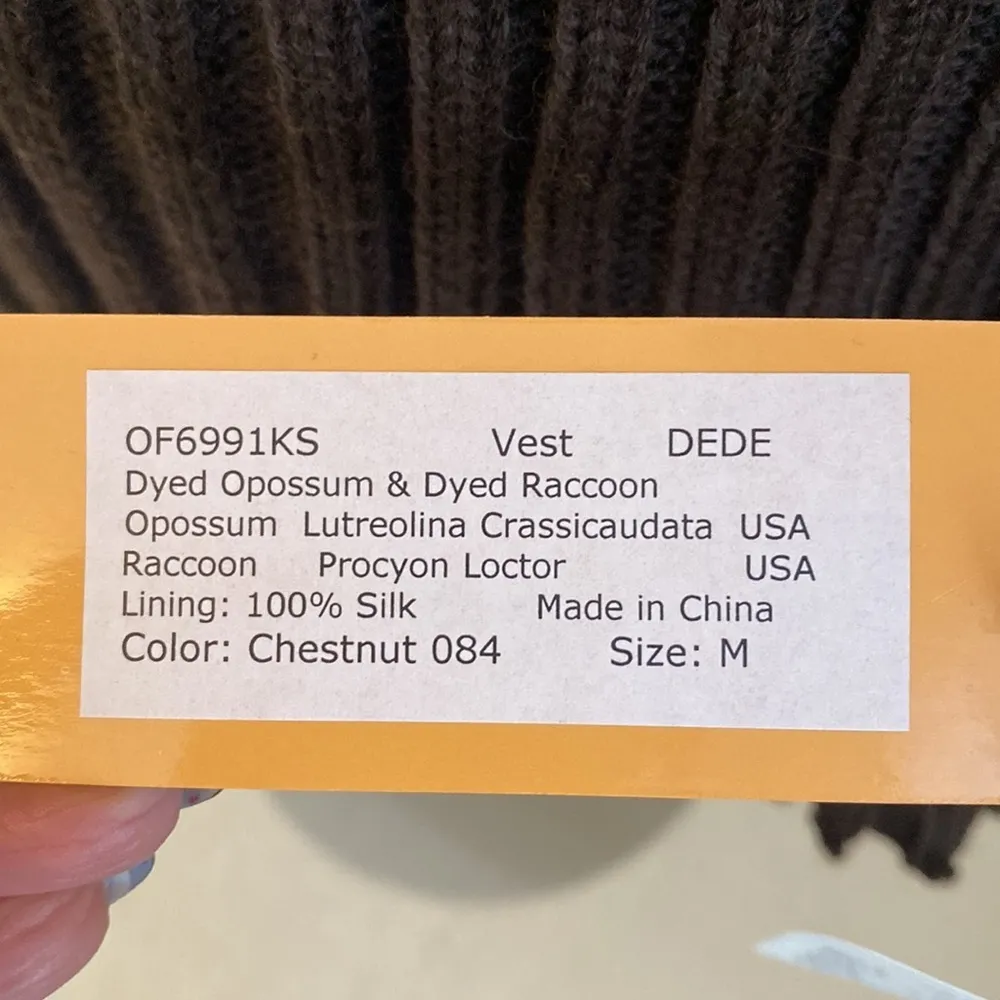 OF6991KS Vest DEDE
Dyed Opossum & Dyed Raccoon
Opossum Lutreolina Crassicaudata USA
Raccoon Procyon Loctor USA
Lining: 100% Silk Made in China
Color: Chestnut 084 Size: M